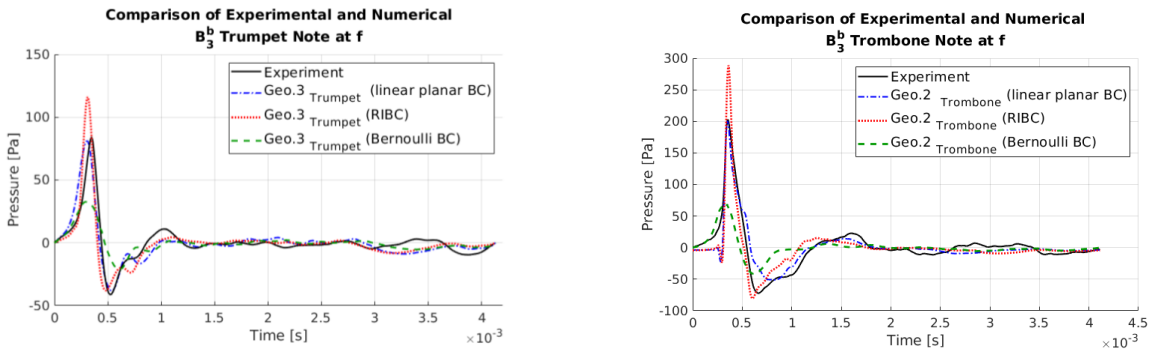 Comparison of Experimental and Numerical
B₃ᵇ Trumpet Note at f
150
100
50
0
-50
Pressure [Pa]
Experiment
Geo.3 Trumpet (linear planar BC)
Geo.3 Trumpet (RIBC)
Geo.3 Trumpet (Bernoulli BC)
0 0.5 1 1.5 2 2.5 3 3.5 4
Time [s]
×10⁻³
Comparison of Experimental and Numerical
B₃ᵇ Trombone Note at f
300
250
200
150
100
50
0
-50
-100
Pressure [Pa]
Experiment
Geo.2 Trombone (linear planar BC)
Geo.2 Trombone (RIBC)
Geo.2 Trombone (Bernoulli BC)
0 0.5 1 1.5 2 2.5 3 3.5 4 4.5
Time [s]
×10⁻³